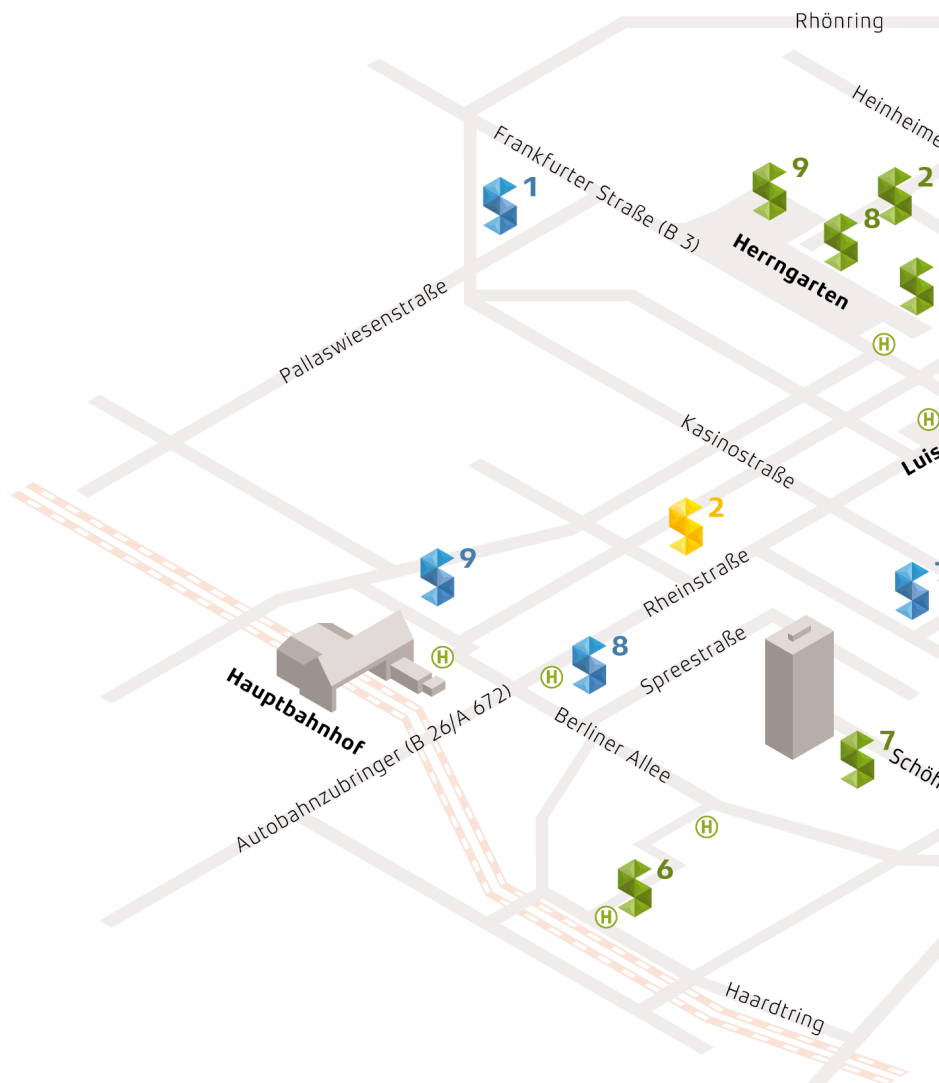 Rhönring
Heinheime
Frankfurter Straße (B 3)
9
2
1
8
Herrngarten
Pallaswiesenstraße
H
Kasinostraße
H
Luis
2
9
Rheinstraße
8
Spreestraße
H
H
Hauptbahnhof
Autobahnzubringer (B 26/A 672)
Berliner Allee
7
Schöf
H
6
H
Haardtring